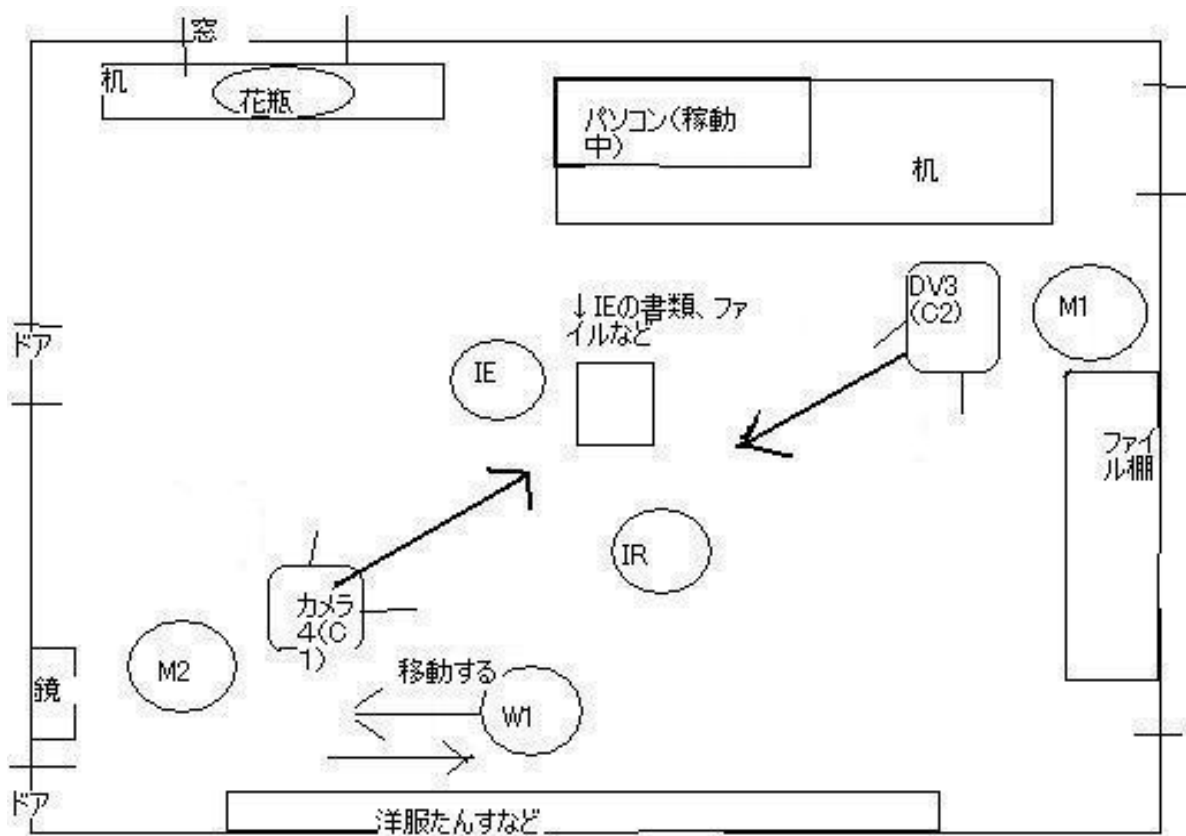 窓
机
花瓶
パソコン(稼動
中)
机
DV3
(C2)
M1
↓IEの書類、ファ
イルなど
ドア
IE
ファイ
ル棚
IR
カメラ
4(C
1)
M2
移動する
鏡
W1
ドア
洋服たんすなど